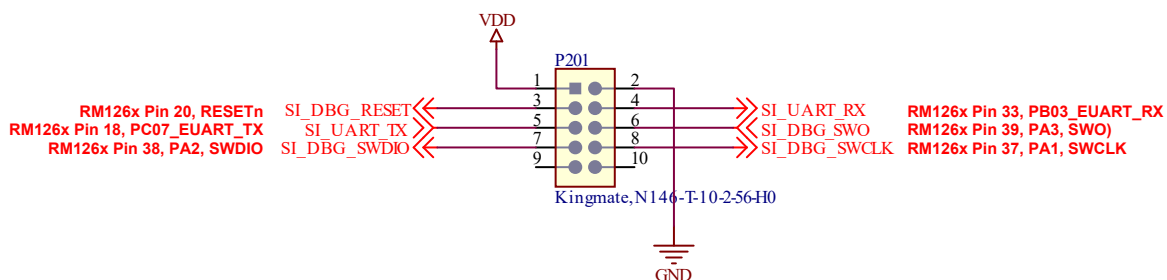 VDD
P201
1 2
RM126x Pin 20, RESETn SI_DBG_RESET 3 4 SI_UART_RX RM126x Pin 33, PB03_EUART_RX
RM126x Pin 18, PC07_EUART_TX SI_UART_TX 5 6 SI_DBG_SWO RM126x Pin 39, PA3, SWO)
RM126x Pin 38, PA2, SWDIO SI_DBG_SWDIO 7 8 SI_DBG_SWCLK RM126x Pin 37, PA1, SWCLK
9 10
Kingmate,N146-T-10-2-56-H0
GND